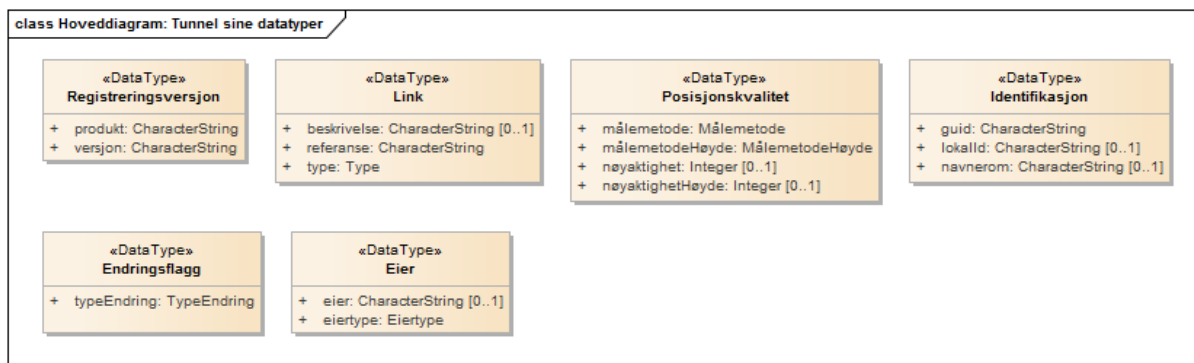 class Hoveddiagram: Tunnel sine datatyper
«DataType»
Registreringsversjon
+ produkt: CharacterString
+ versjon: CharacterString
«DataType»
Link
+ beskrivelse: CharacterString [0..1]
+ referanse: CharacterString
+ type: Type
«DataType»
Posisjonskvalitet
+ målemetode: Målemetode
+ målemetodeHøyde: MålemetodeHøyde
+ nøyaktighet: Integer [0..1]
+ nøyaktighetHøyde: Integer [0..1]
«DataType»
Identifikasjon
+ guid: CharacterString
+ lokalId: CharacterString [0..1]
+ navnerom: CharacterString [0..1]
«DataType»
Endringsflagg
+ typeEndring: TypeEndring
«DataType»
Eier
+ eier: CharacterString [0..1]
+ eiertype: Eiertype